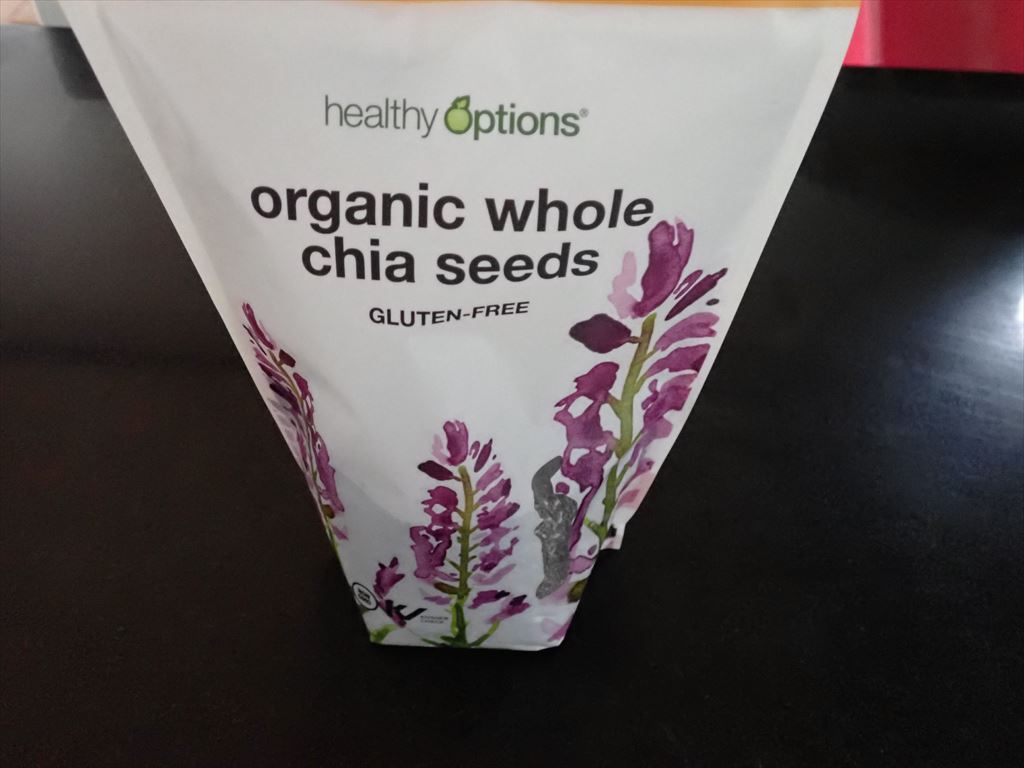 healthy options®
organic whole
chia seeds
GLUTEN-FREE